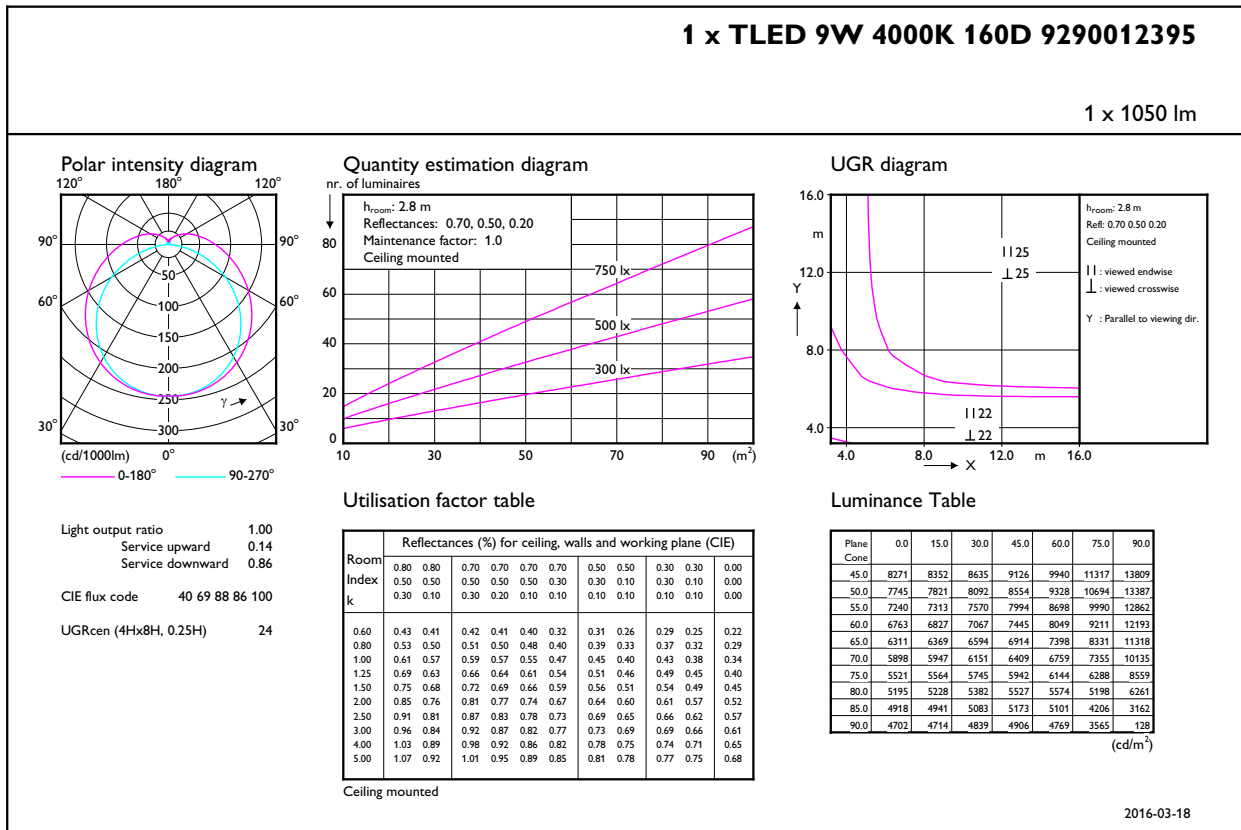 1 x TLED 9W 4000K 160D 9290012395
1 x 1050 lm
Polar intensity diagram
120° 180° 120°
90° 90°
60° 60°
30° 30°
50
100
150
200
250
300
γ
(cd/1000lm) 0°
0-180° 90-270°
Light output ratio 1.00
Service upward 0.14
Service downward 0.86
CIE flux code 40 69 88 86 100
UGRcen (4Hx8H, 0.25H) 24
Quantity estimation diagram
nr. of luminaires
hroom: 2.8 m
Reflectances: 0.70, 0.50, 0.20
Maintenance factor: 1.0
Ceiling mounted
80
60
40
20
0
750 lx
500 lx
300 lx
10 30 50 70 90 (m²)
UGR diagram
16.0
m
12.0
Y
8.0
4.0
4.0 8.0 12.0 m 16.0
X
|| 25
⊥ 25
|| 22
⊥ 22
hroom: 2.8 m
Refl: 0.70 0.50 0.20
Ceiling mounted
|| : viewed endwise
⊥ : viewed crosswise
Y : Parallel to viewing dir.
Utilisation factor table
Room Index k
Reflectances (%) for ceiling, walls and working plane (CIE)
0.80 0.80 0.70 0.70 0.70 0.70 0.50 0.50 0.30 0.30 0.00
0.50 0.50 0.50 0.50 0.50 0.30 0.30 0.10 0.30 0.10 0.00
0.30 0.10 0.30 0.20 0.10 0.10 0.10 0.10 0.10 0.10 0.00
0.60 0.43 0.41 0.42 0.41 0.40 0.32 0.31 0.26 0.29 0.25 0.22
0.80 0.53 0.50 0.51 0.50 0.48 0.40 0.39 0.33 0.37 0.32 0.29
1.00 0.61 0.57 0.59 0.57 0.55 0.47 0.45 0.40 0.43 0.38 0.34
1.25 0.69 0.63 0.66 0.64 0.61 0.54 0.51 0.46 0.49 0.45 0.40
1.50 0.75 0.68 0.72 0.69 0.66 0.59 0.56 0.51 0.54 0.49 0.45
2.00 0.85 0.76 0.81 0.77 0.74 0.67 0.64 0.60 0.61 0.57 0.52
2.50 0.91 0.81 0.87 0.83 0.78 0.73 0.69 0.65 0.66 0.62 0.57
3.00 0.96 0.84 0.92 0.87 0.82 0.77 0.73 0.69 0.69 0.66 0.61
4.00 1.03 0.89 0.98 0.92 0.86 0.82 0.78 0.75 0.74 0.71 0.65
5.00 1.07 0.92 1.01 0.95 0.89 0.85 0.81 0.78 0.77 0.75 0.68
Ceiling mounted
Luminance Table
Plane 0.0 15.0 30.0 45.0 60.0 75.0 90.0
Cone
45.0 8271 8352 8635 9126 9940 11317 13809
50.0 7745 7821 8092 8554 9328 10694 13387
55.0 7240 7313 7570 7994 8698 9990 12862
60.0 6763 6827 7067 7445 8049 9211 12193
65.0 6311 6369 6594 6914 7398 8331 11318
70.0 5898 5947 6151 6409 6759 7355 10135
75.0 5521 5564 5745 5942 6144 6288 8559
80.0 5195 5228 5382 5527 5574 5198 6261
85.0 4918 4941 5083 5173 5101 4206 3162
90.0 4702 4714 4839 4906 4769 3565 128
(cd/m²)
2016-03-18